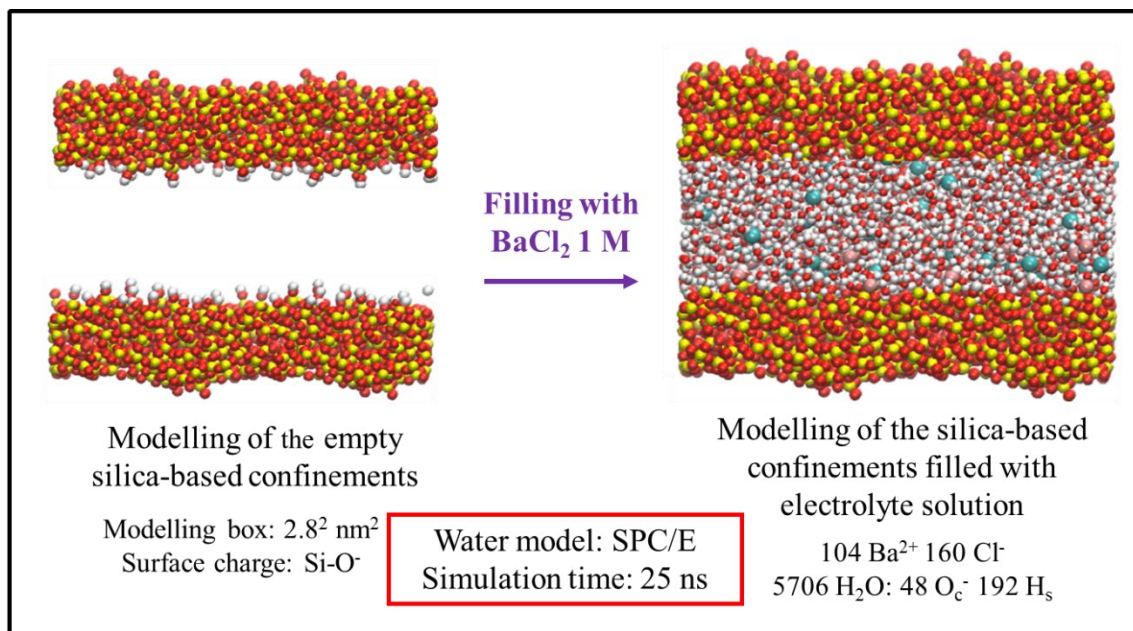 Filling with
BaCl₂ 1 M
Modelling of the empty
silica-based confinements
Modelling box: 2.8² nm²
Surface charge: Si-O⁻
Water model: SPC/E
Simulation time: 25 ns
Modelling of the silica-based
confinements filled with
electrolyte solution
104 Ba²⁺ 160 Cl⁻
5706 H₂O: 48 O_c⁻ 192 H_s